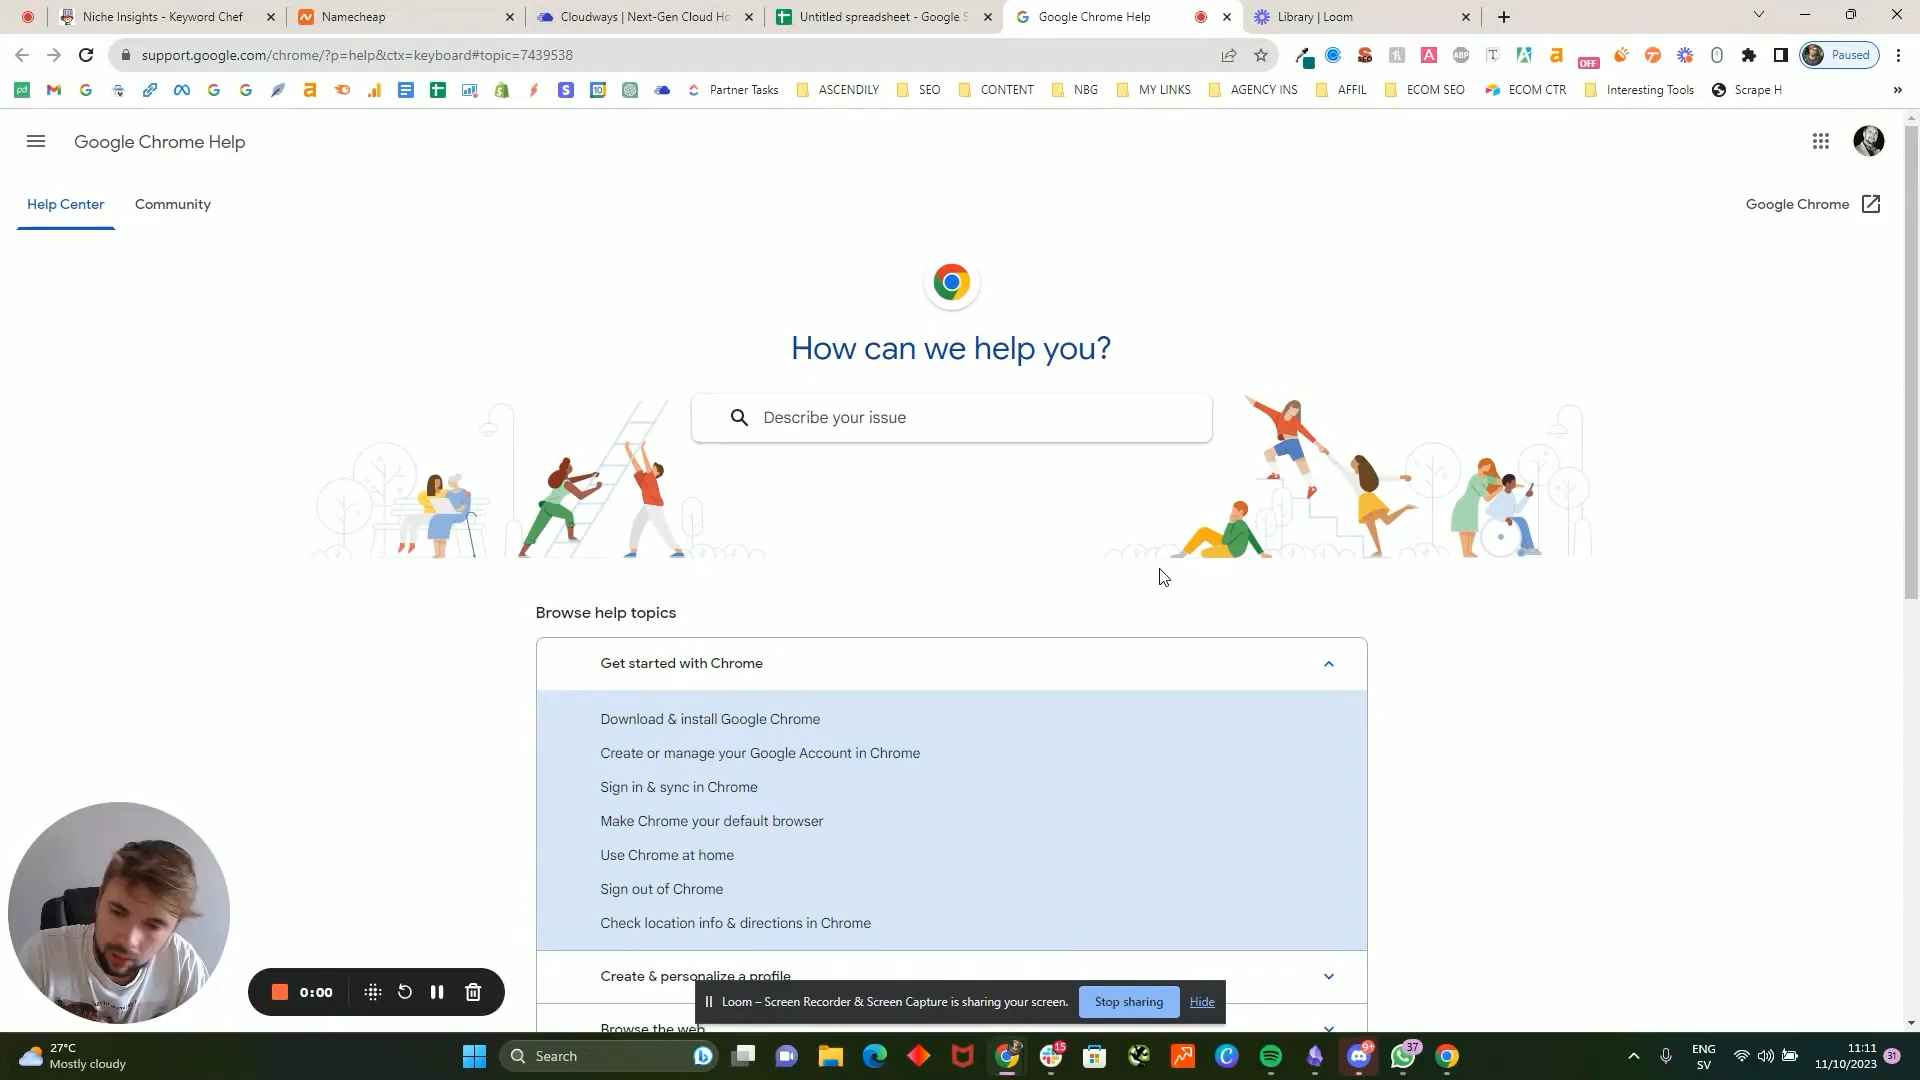 Niche Insights - Keyword Chef
Namecheap
Cloudways | Next-Gen Cloud Ho
Untitled spreadsheet - Google S
Google Chrome Help
Library | Loom
support.google.com/chrome/?p=help&ctx=keyboard#topic=7439538
ABP
OFF
Paused
Partner Tasks
ASCENDILY
SEO
CONTENT
NBG
MY LINKS
AGENCY INS
AFFIL
ECOM SEO
ECOM CTR
Interesting Tools
Scrape H
Google Chrome Help
Help Center
Community
Google Chrome
How can we help you?
Describe your issue
Browse help topics
Get started with Chrome
Download & install Google Chrome
Create or manage your Google Account in Chrome
Sign in & sync in Chrome
Make Chrome your default browser
Use Chrome at home
Sign out of Chrome
Check location info & directions in Chrome
Create & personalize a profile
Browse the web
0:00
Loom – Screen Recorder & Screen Capture is sharing your screen.
Stop sharing
Hide
27°C
Mostly cloudy
Search
15
9+
37
ENG
SV
11:11
11/10/2023
31